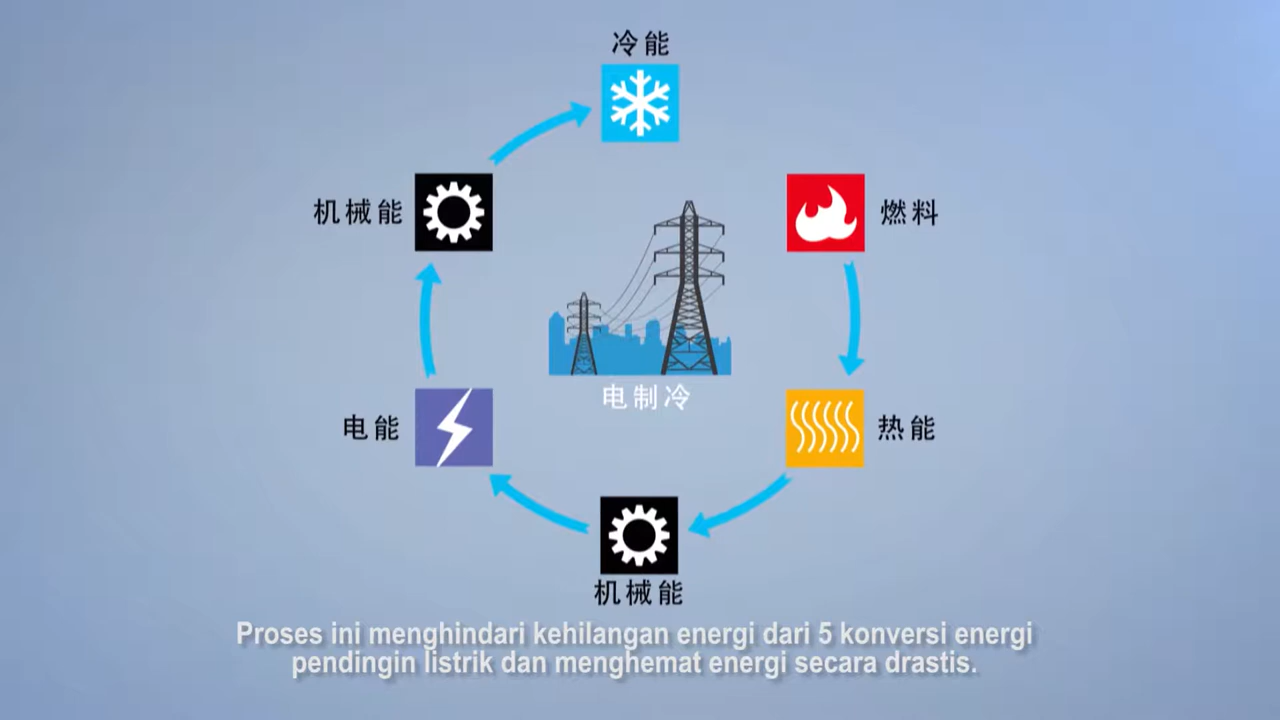 冷能
机械能
燃料
电制冷
电能
热能
机械能
Proses ini menghindari kehilangan energi dari 5 konversi energi
pendingin listrik dan menghemat energi secara drastis.